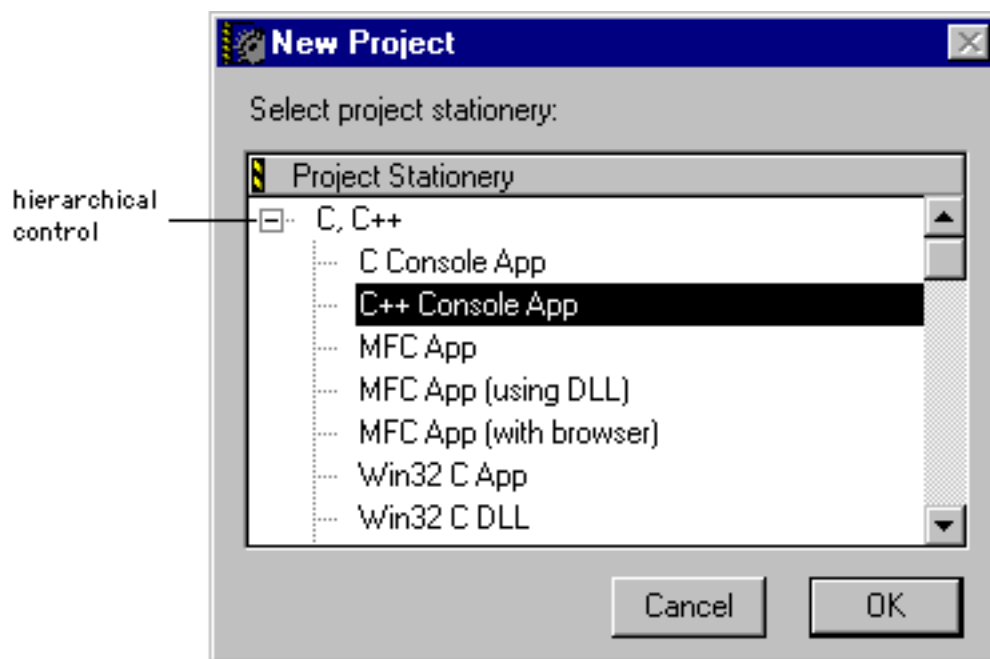 New Project
Select project stationery:
Project Stationery
hierarchical
control
C, C++
C Console App
C++ Console App
MFC App
MFC App (using DLL)
MFC App (with browser)
Win32 C App
Win32 C DLL
Cancel
OK